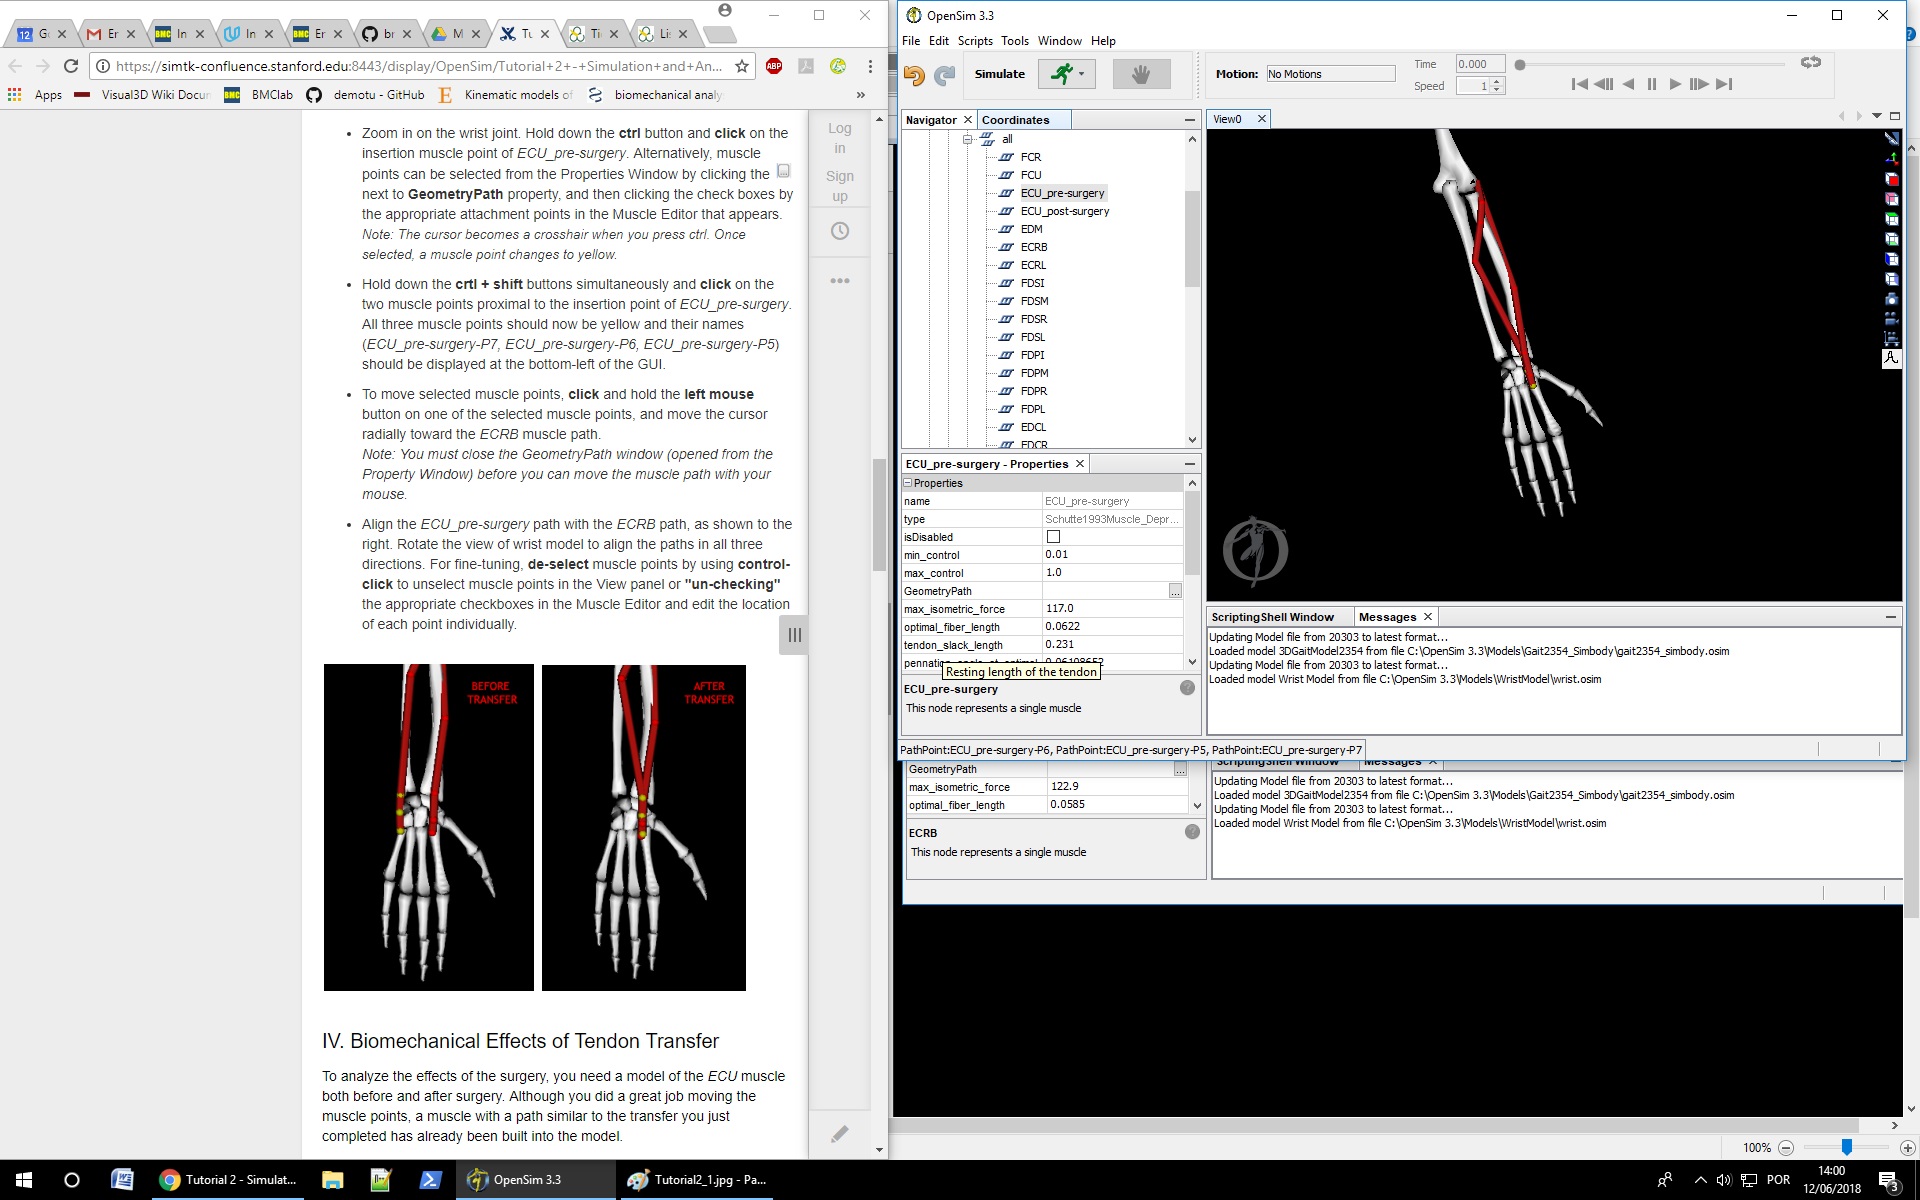 12 G
Er
BMC In
In
BMC Er
br
M
Tu
Ti
Lis
https://simtk-confluence.stanford.edu:8443/display/OpenSim/Tutorial+2+-+Simulation+and+An...
ABP
Apps
Visual3D Wiki Docun
BMC BMClab
demotu - GitHub
Kinematic models of
biomechanical analy
»
Zoom in on the wrist joint. Hold down the ctrl button and click on the
insertion muscle point of ECU_pre-surgery. Alternatively, muscle
points can be selected from the Properties Window by clicking the
next to GeometryPath property, and then clicking the check boxes by
the appropriate attachment points in the Muscle Editor that appears.
Note: The cursor becomes a crosshair when you press ctrl. Once
selected, a muscle point changes to yellow.
Hold down the crtl + shift buttons simultaneously and click on the
two muscle points proximal to the insertion point of ECU_pre-surgery.
All three muscle points should now be yellow and their names
(ECU_pre-surgery-P7, ECU_pre-surgery-P6, ECU_pre-surgery-P5)
should be displayed at the bottom-left of the GUI.
To move selected muscle points, click and hold the left mouse
button on one of the selected muscle points, and move the cursor
radially toward the ECRB muscle path.
Note: You must close the GeometryPath window (opened from the
Property Window) before you can move the muscle path with your
mouse.
Align the ECU_pre-surgery path with the ECRB path, as shown to the
right. Rotate the view of wrist model to align the paths in all three
directions. For fine-tuning, de-select muscle points by using control-
click to unselect muscle points in the View panel or "un-checking"
the appropriate checkboxes in the Muscle Editor and edit the location
of each point individually.
BEFORE
TRANSFER
AFTER
TRANSFER
IV. Biomechanical Effects of Tendon Transfer
To analyze the effects of the surgery, you need a model of the ECU muscle
both before and after surgery. Although you did a great job moving the
muscle points, a muscle with a path similar to the transfer you just
completed has already been built into the model.
Log
in
Sign
up
OpenSim 3.3
File Edit Scripts Tools Window Help
Simulate
Motion: No Motions
Time 0.000
Speed 1
Navigator
Coordinates
all
FCR
FCU
ECU_pre-surgery
ECU_post-surgery
EDM
ECRB
ECRL
FDSI
FDSM
FDSR
FDSL
FDPI
FDPM
FDPR
FDPL
EDCL
EDCR
ECU_pre-surgery - Properties
Properties
name ECU_pre-surgery
type Schutte1993Muscle_Depr...
isDisabled
min_control 0.01
max_control 1.0
GeometryPath ...
max_isometric_force 117.0
optimal_fiber_length 0.0622
tendon_slack_length 0.231
Resting length of the tendon
ECU_pre-surgery
This node represents a single muscle
View0
ScriptingShell Window
Messages
Updating Model file from 20303 to latest format...
Loaded model 3DGaitModel2354 from file C:\OpenSim 3.3\Models\Gait2354_Simbody\gait2354_simbody.osim
Updating Model file from 20303 to latest format...
Loaded model Wrist Model from file C:\OpenSim 3.3\Models\WristModel\wrist.osim
PathPoint:ECU_pre-surgery-P6, PathPoint:ECU_pre-surgery-P5, PathPoint:ECU_pre-surgery-P7
ScriptingShell Window
Messages
GeometryPath ...
max_isometric_force 122.9
optimal_fiber_length 0.0585
ECRB
This node represents a single muscle
Updating Model file from 20303 to latest format...
Loaded model 3DGaitModel2354 from file C:\OpenSim 3.3\Models\Gait2354_Simbody\gait2354_simbody.osim
Updating Model file from 20303 to latest format...
Loaded model Wrist Model from file C:\OpenSim 3.3\Models\WristModel\wrist.osim
100%
Tutorial 2 - Simulat...
OpenSim 3.3
Tutorial2_1.jpg - Pa...
POR
14:00
12/06/2018
3